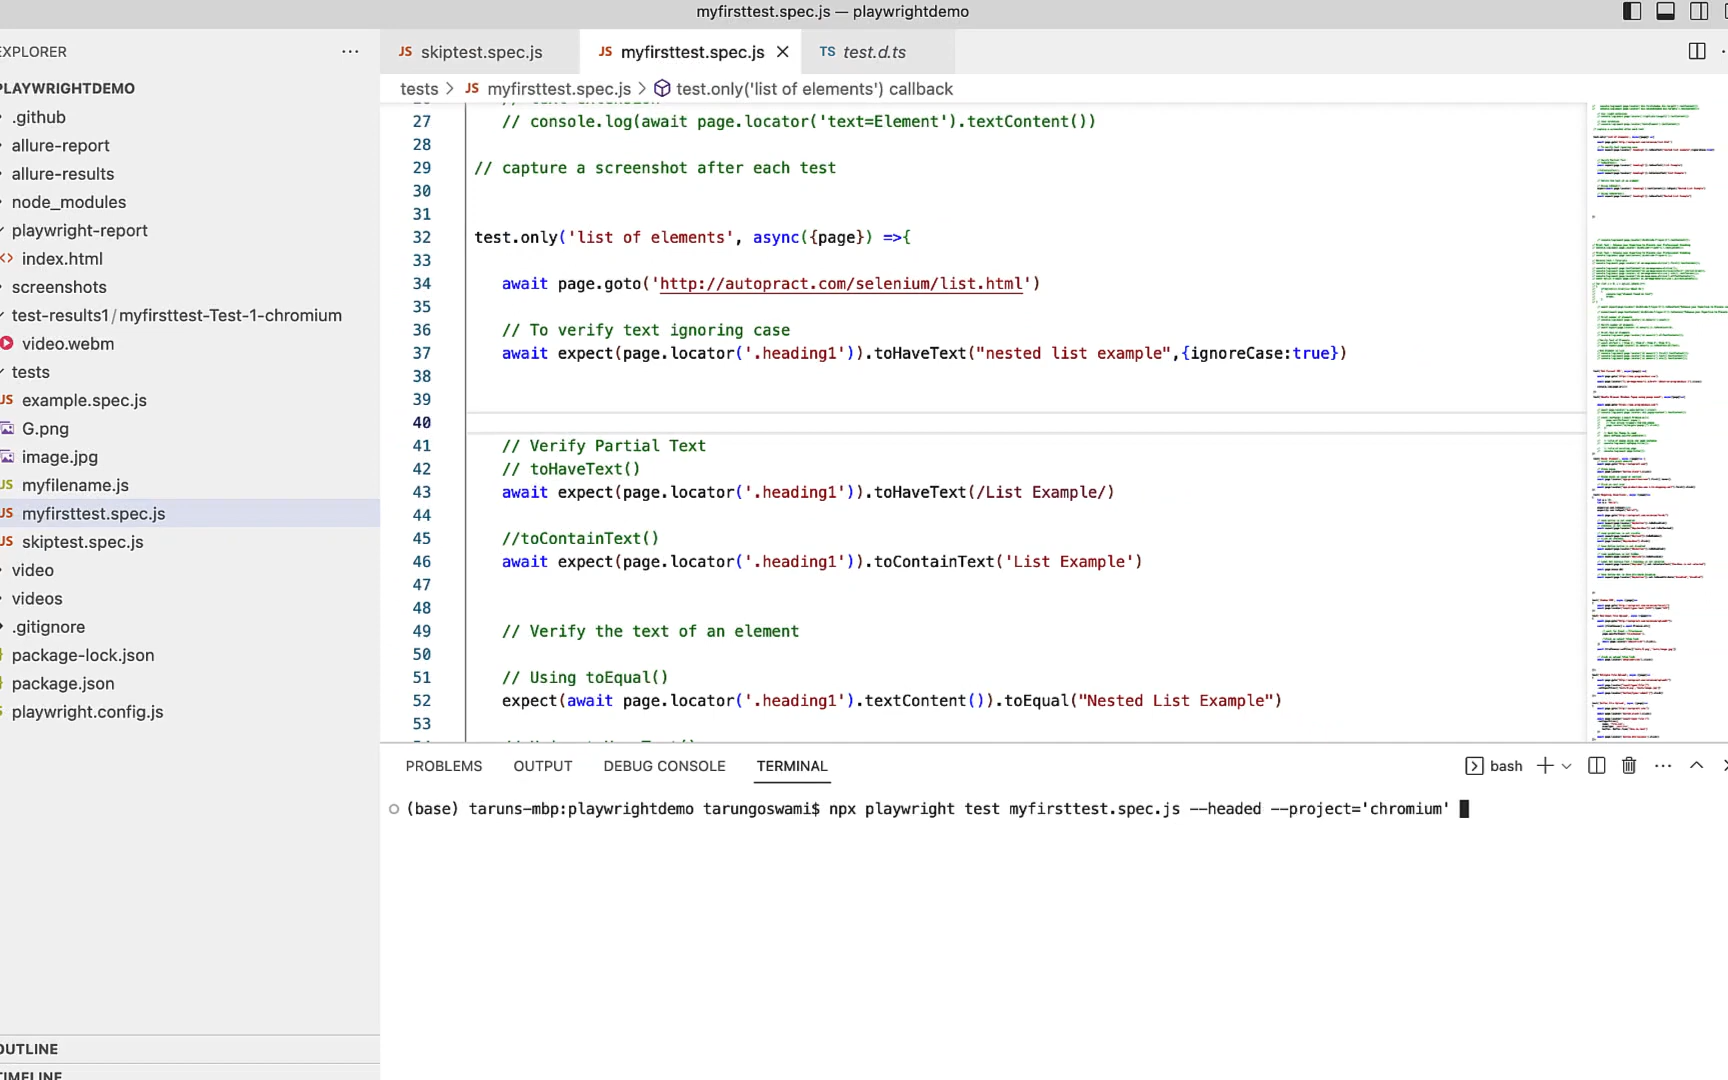 myfirsttest.spec.js — playwrightdemo
EXPLORER
JS skiptest.spec.js
JS myfirsttest.spec.js
TS test.d.ts
tests > JS myfirsttest.spec.js > test.only('list of elements') callback
PLAYWRIGHTDEMO
.github
allure-report
allure-results
node_modules
playwright-report
<> index.html
screenshots
test-results1/myfirsttest-Test-1-chromium
video.webm
tests
JS example.spec.js
G.png
image.jpg
JS myfilename.js
JS myfirsttest.spec.js
JS skiptest.spec.js
video
videos
.gitignore
package-lock.json
package.json
playwright.config.js
OUTLINE
TIMELINE
27 // console.log(await page.locator('text=Element').textContent())
28
29 // capture a screenshot after each test
30
31
32 test.only('list of elements', async({page}) =>{
33
34 await page.goto('http://autopract.com/selenium/list.html')
35
36 // To verify text ignoring case
37 await expect(page.locator('.heading1')).toHaveText("nested list example",{ignoreCase:true})
38
39
40
41 // Verify Partial Text
42 // toHaveText()
43 await expect(page.locator('.heading1')).toHaveText(/List Example/)
44
45 //toContainText()
46 await expect(page.locator('.heading1')).toContainText('List Example')
47
48
49 // Verify the text of an element
50
51 // Using toEqual()
52 expect(await page.locator('.heading1').textContent()).toEqual("Nested List Example")
53
PROBLEMS OUTPUT DEBUG CONSOLE TERMINAL
bash
(base) taruns-mbp:playwrightdemo tarungoswami$ npx playwright test myfirsttest.spec.js --headed --project='chromium'